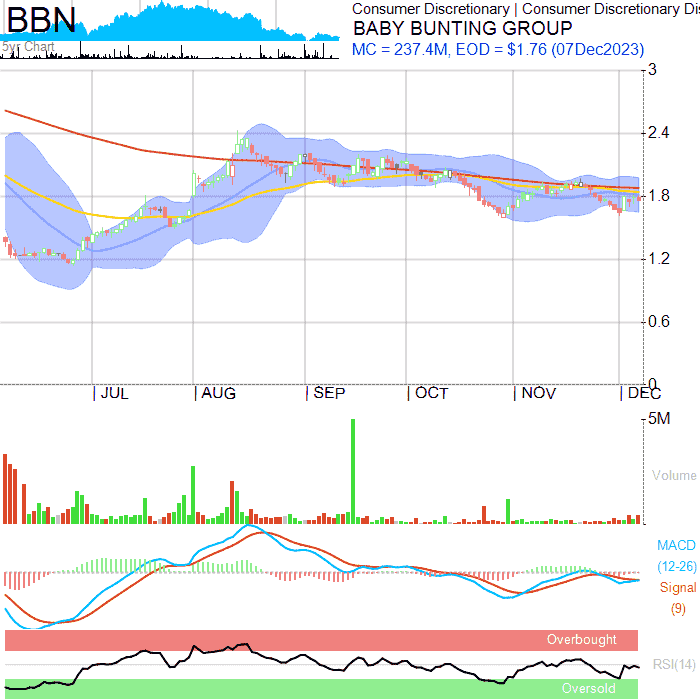 BBN
5yr Chart
Consumer Discretionary | Consumer Discretionary Dis
BABY BUNTING GROUP
MC = 237.4M, EOD = $1.76 (07Dec2023)
3
2.4
1.8
1.2
0.6
0
JUL AUG SEP OCT NOV DEC
5M
Volume
MACD
(12-26)
Signal
(9)
Overbought
RSI(14)
Oversold